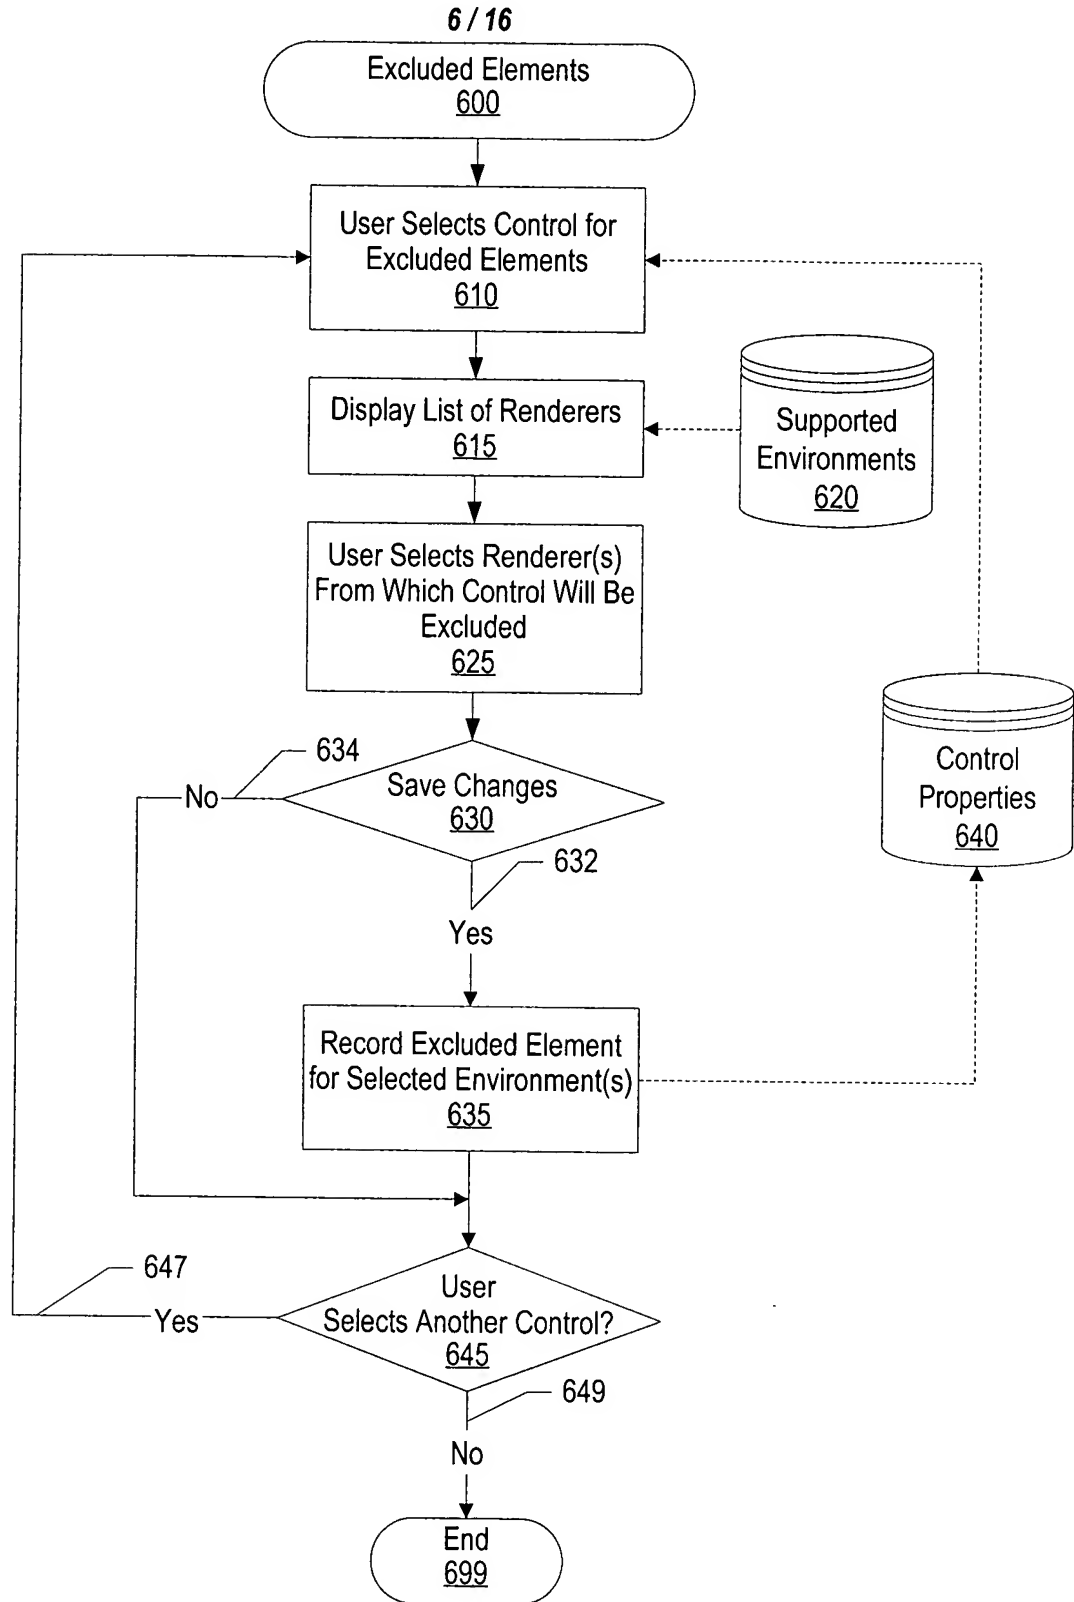 6 / 16
Excluded Elements
600
User Selects Control for
Excluded Elements
610
Display List of Renderers
615
Supported
Environments
620
User Selects Renderer(s)
From Which Control Will Be
Excluded
625
634
No
Save Changes
630
632
Yes
Control
Properties
640
Record Excluded Element
for Selected Environment(s)
635
647
Yes
User
Selects Another Control?
645
649
No
End
699